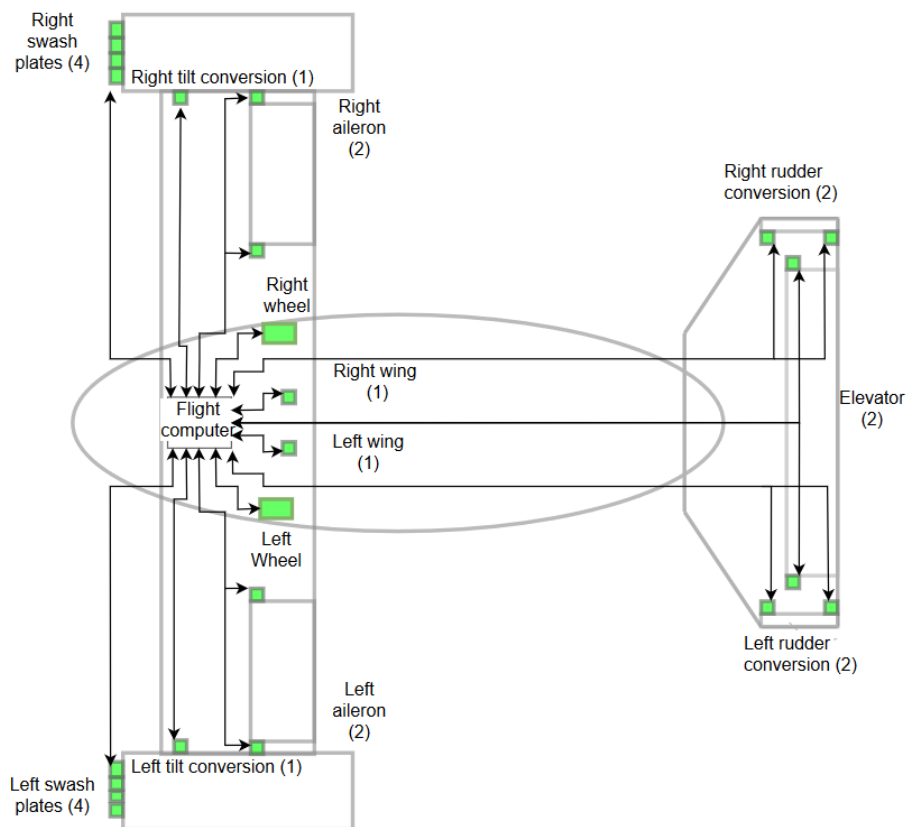 Right
swash
plates (4)
Right tilt conversion (1)
Right
aileron
(2)
Right rudder
conversion (2)
Right
wheel
Right wing
(1)
Flight
computer
Elevator
(2)
Left wing
(1)
Left
Wheel
Left rudder
conversion (2)
Left
aileron
(2)
Left tilt conversion (1)
Left swash
plates (4)